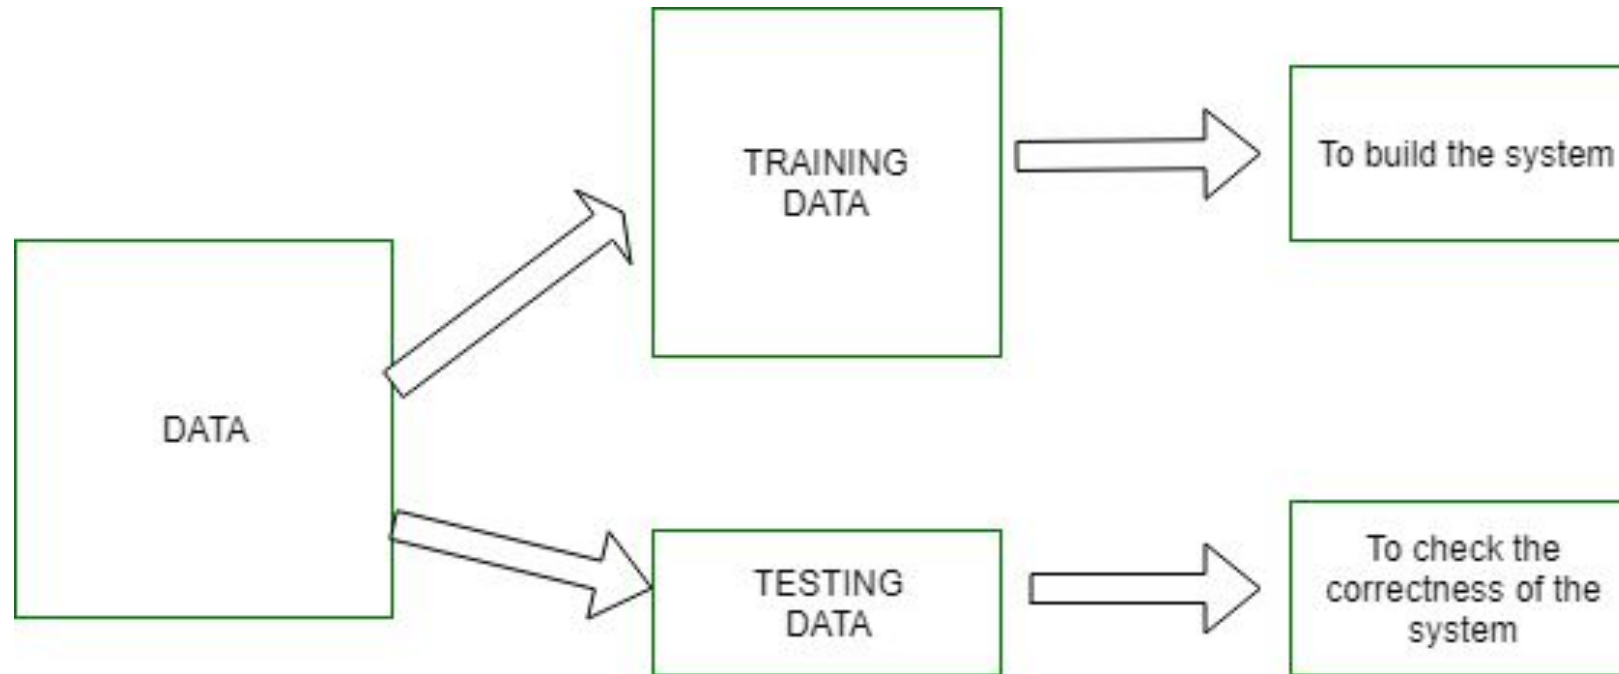 DATA
TRAINING
DATA
To build the system
TESTING
DATA
To check the
correctness of the
system